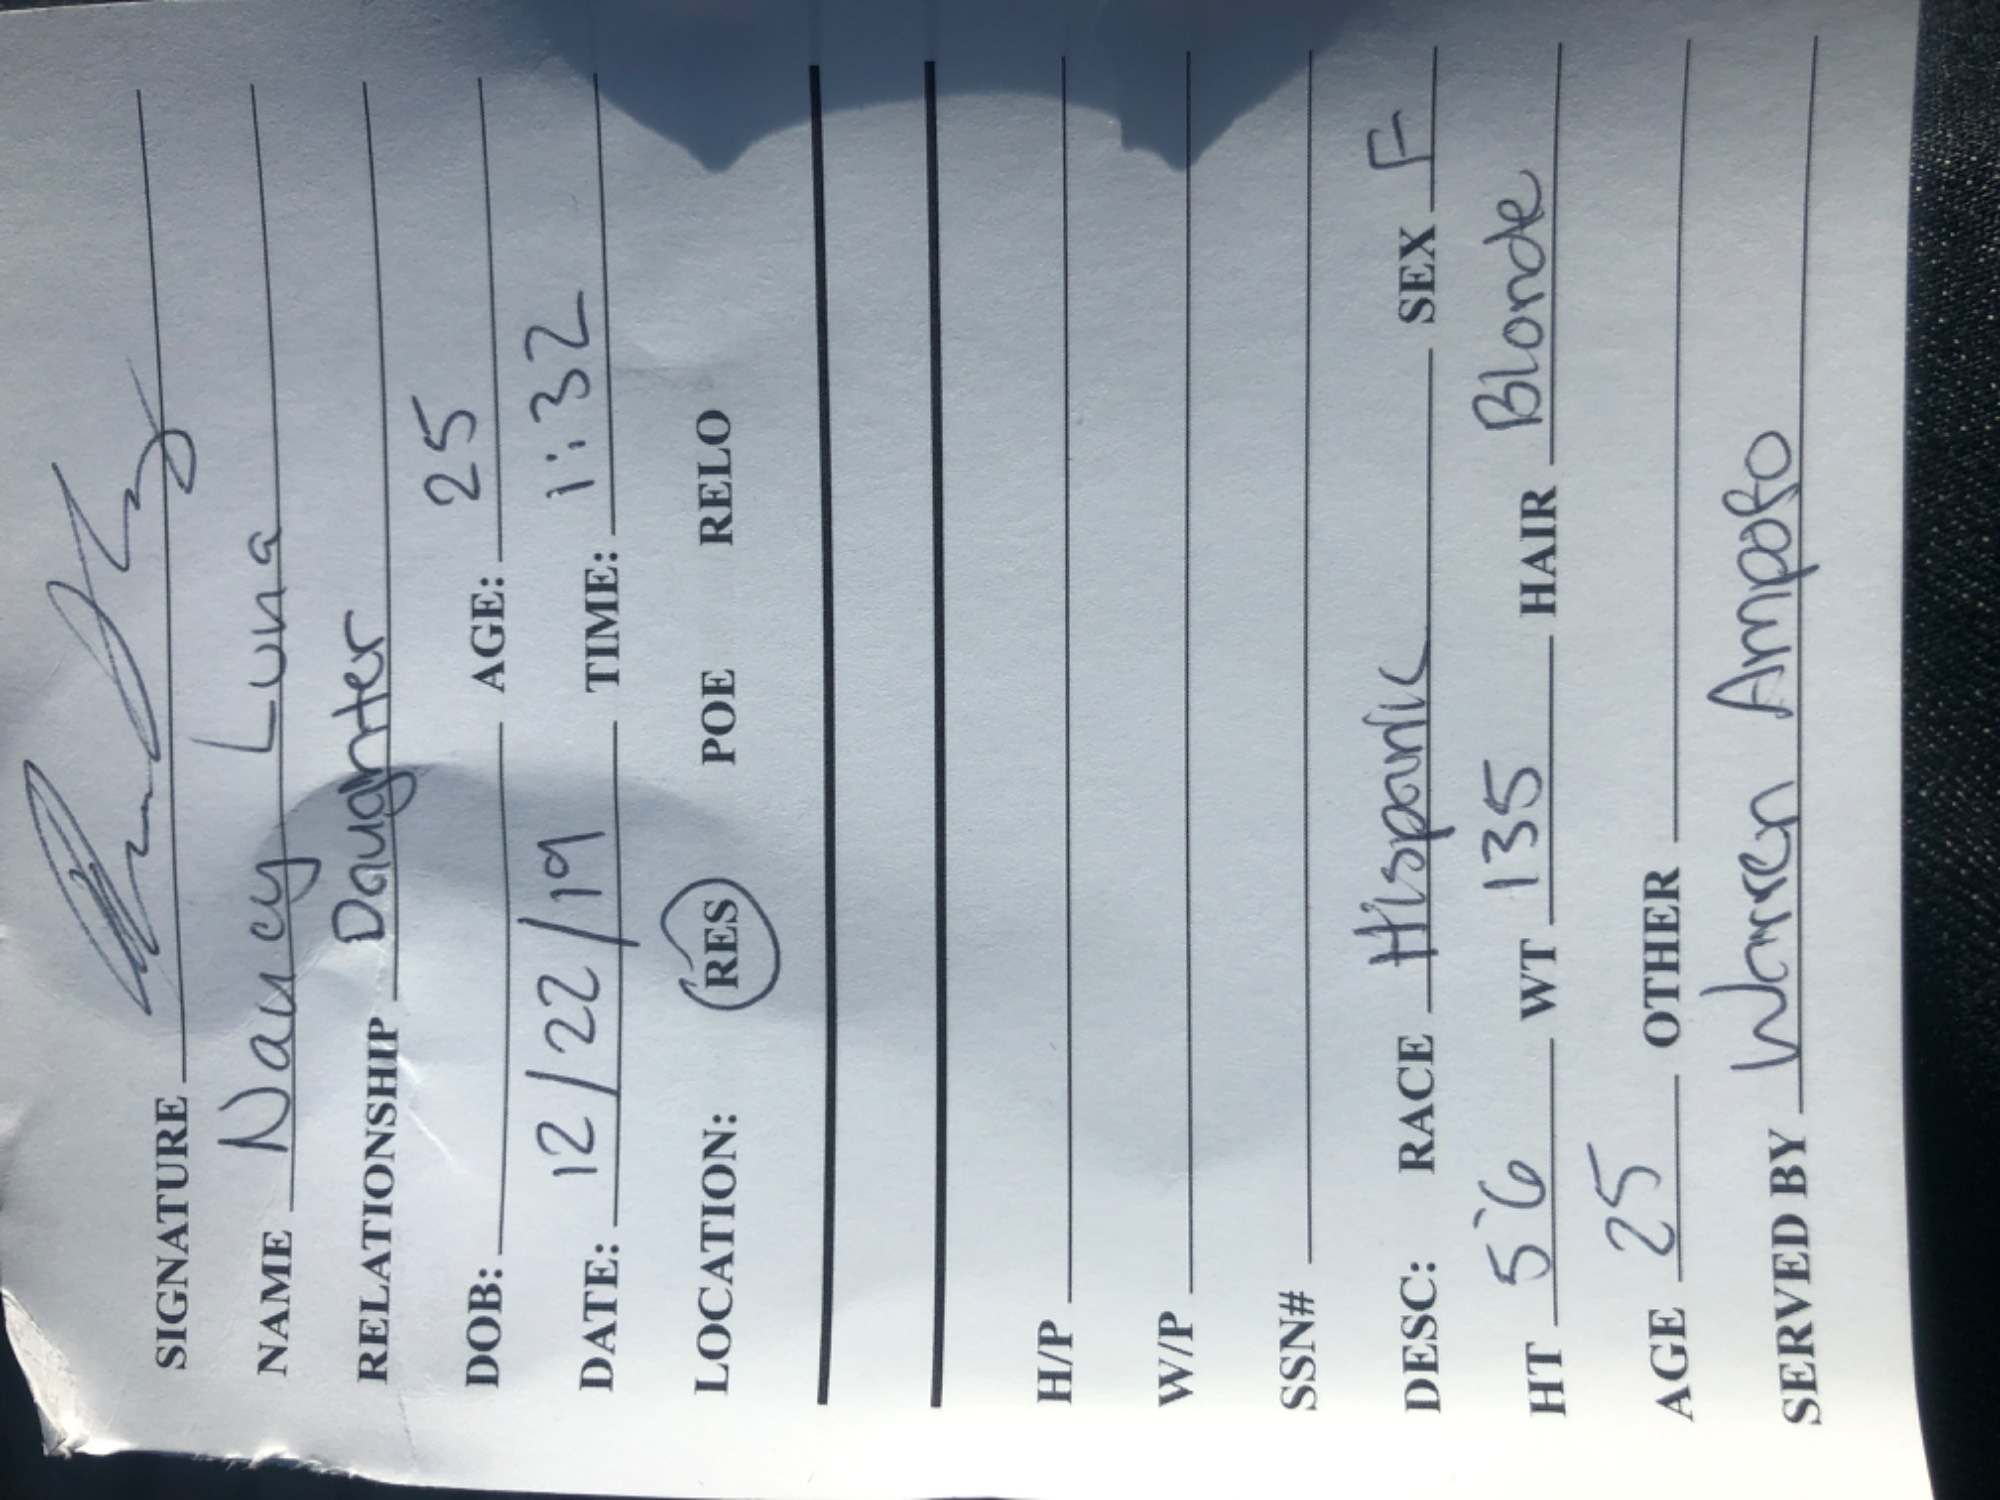 SIGNATURE
NAME Nancy Luna
RELATIONSHIP Daughter
DOB: AGE: 25
DATE: 12/22/19 TIME: 1:32
LOCATION: RES POE RELO
H/P
W/P
SSN#
DESC: RACE Hispanic SEX F
HT 5'6 WT 135 HAIR Blonde
AGE 25 OTHER
SERVED BY Warren Ampofo